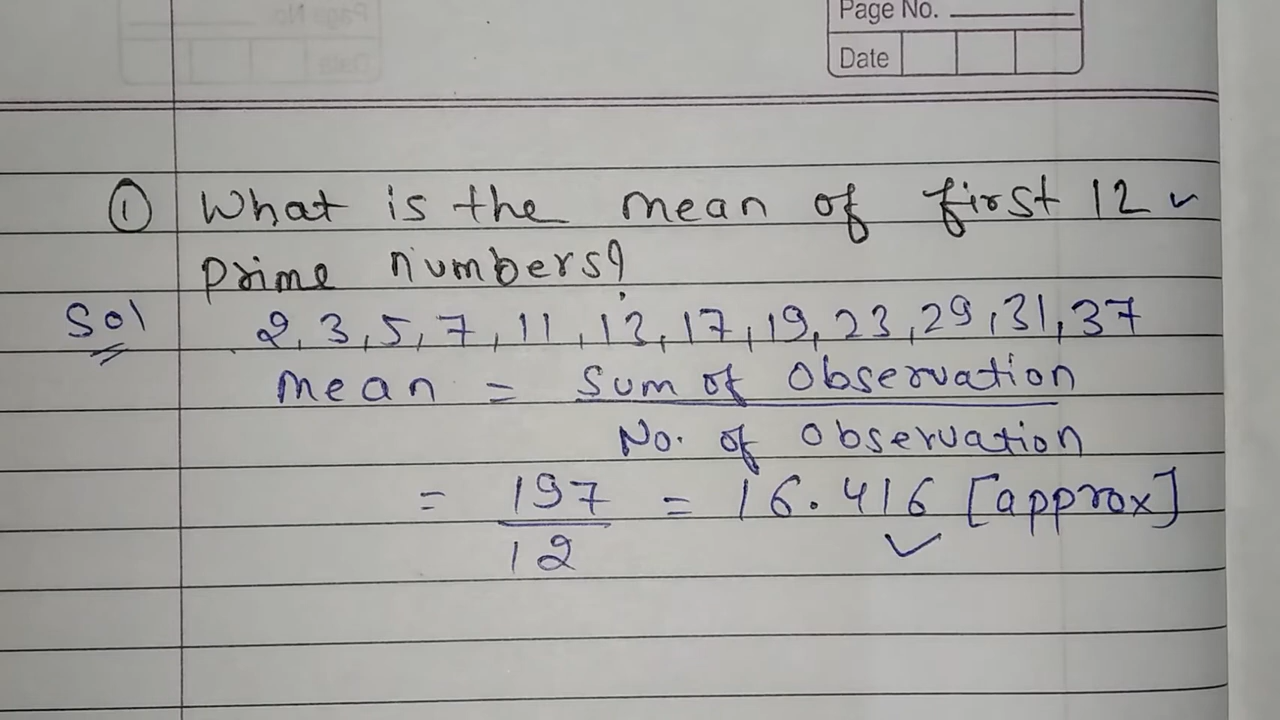 Page No.
Date
① What is the mean of first 12
prime numbers?
Sol 2, 3, 5, 7, 11, 13, 17, 19, 23, 29, 31, 37
mean = Sum of Observation
No. of Observation
= 197 = 16.416 [approx]
12